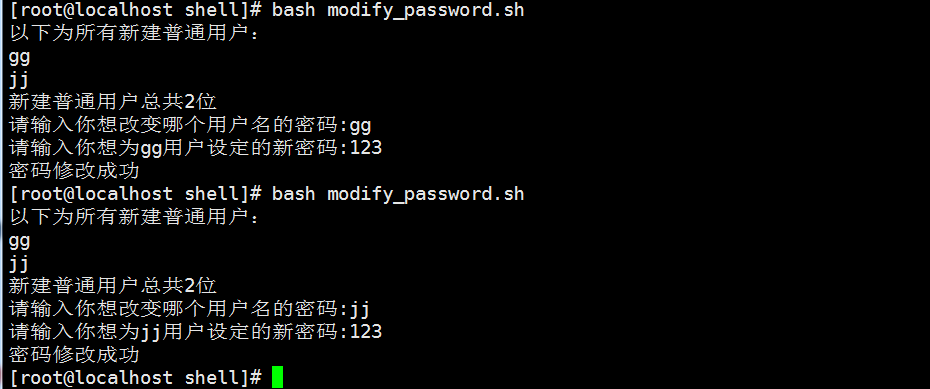 [root@localhost shell]# bash modify_password.sh
以下为所有新建普通用户：
gg
jj
新建普通用户总共2位
请输入你想改变哪个用户名的密码:gg
请输入你想为gg用户设定的新密码:123
密码修改成功
[root@localhost shell]# bash modify_password.sh
以下为所有新建普通用户：
gg
jj
新建普通用户总共2位
请输入你想改变哪个用户名的密码:jj
请输入你想为jj用户设定的新密码:123
密码修改成功
[root@localhost shell]#